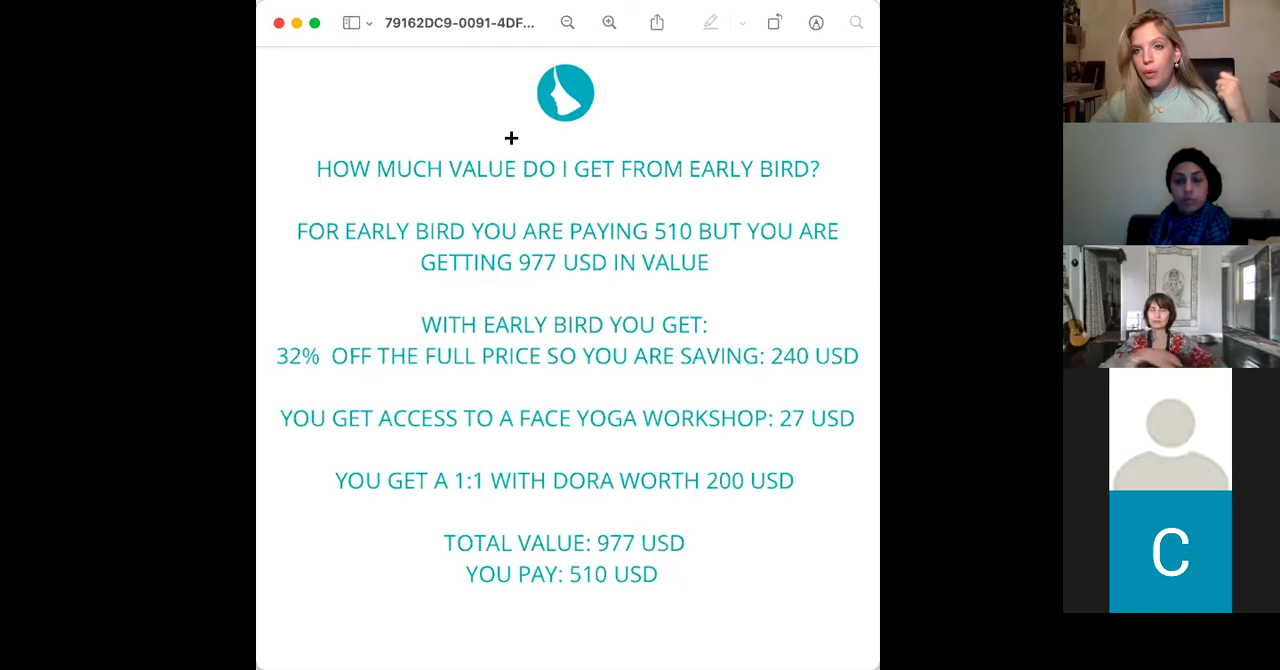 79162DC9-0091-4DF...
HOW MUCH VALUE DO I GET FROM EARLY BIRD?
FOR EARLY BIRD YOU ARE PAYING 510 BUT YOU ARE
GETTING 977 USD IN VALUE
WITH EARLY BIRD YOU GET:
32% OFF THE FULL PRICE SO YOU ARE SAVING: 240 USD
YOU GET ACCESS TO A FACE YOGA WORKSHOP: 27 USD
YOU GET A 1:1 WITH DORA WORTH 200 USD
TOTAL VALUE: 977 USD
YOU PAY: 510 USD
C